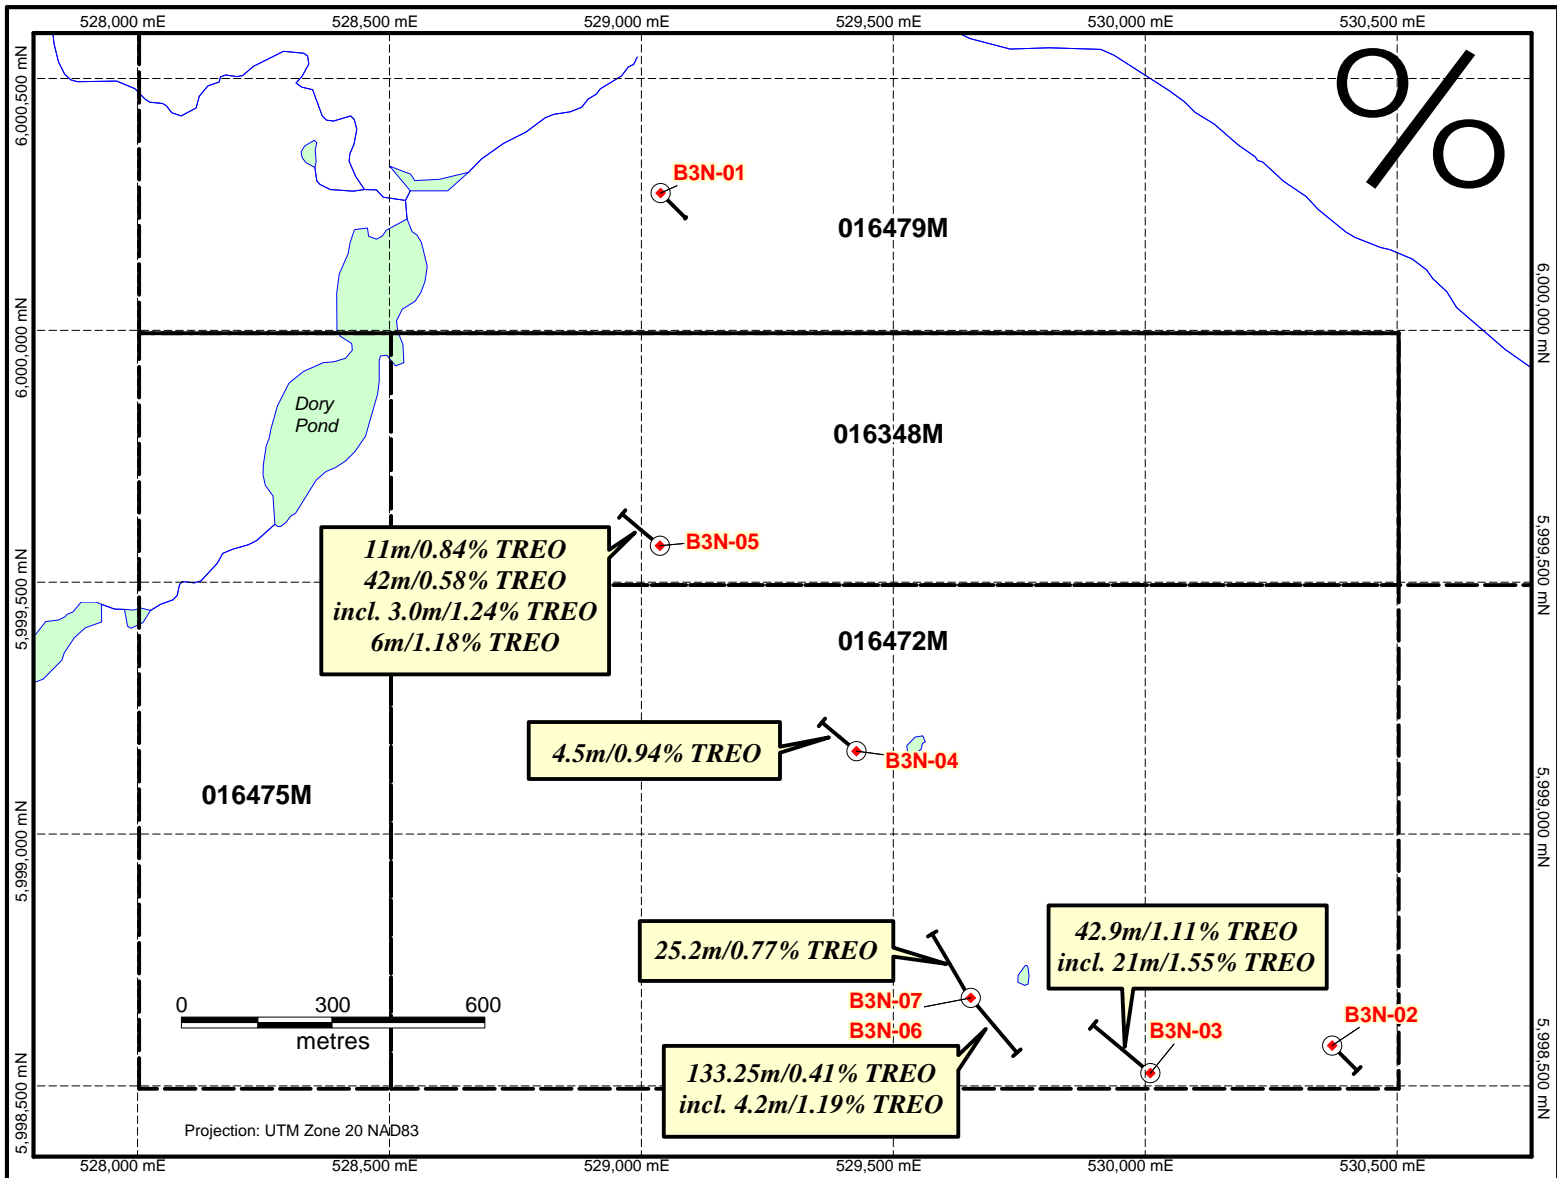 528,000 mE
528,500 mE
529,000 mE
529,500 mE
530,000 mE
530,500 mE
6,000,500 mN
%
B3N-01
016479M
6,000,000 mN
6,000,000 mN
Dory
Pond
016348M
11m/0.84% TREO
42m/0.58% TREO
incl. 3.0m/1.24% TREO
6m/1.18% TREO
B3N-05
5,999,500 mN
5,999,500 mN
016472M
4.5m/0.94% TREO
B3N-04
016475M
5,999,000 mN
5,999,000 mN
25.2m/0.77% TREO
42.9m/1.11% TREO
incl. 21m/1.55% TREO
B3N-07
B3N-06
B3N-03
B3N-02
0
300
600
metres
133.25m/0.41% TREO
incl. 4.2m/1.19% TREO
5,998,500 mN
5,998,500 mN
Projection: UTM Zone 20 NAD83
528,000 mE
528,500 mE
529,000 mE
529,500 mE
530,000 mE
530,500 mE